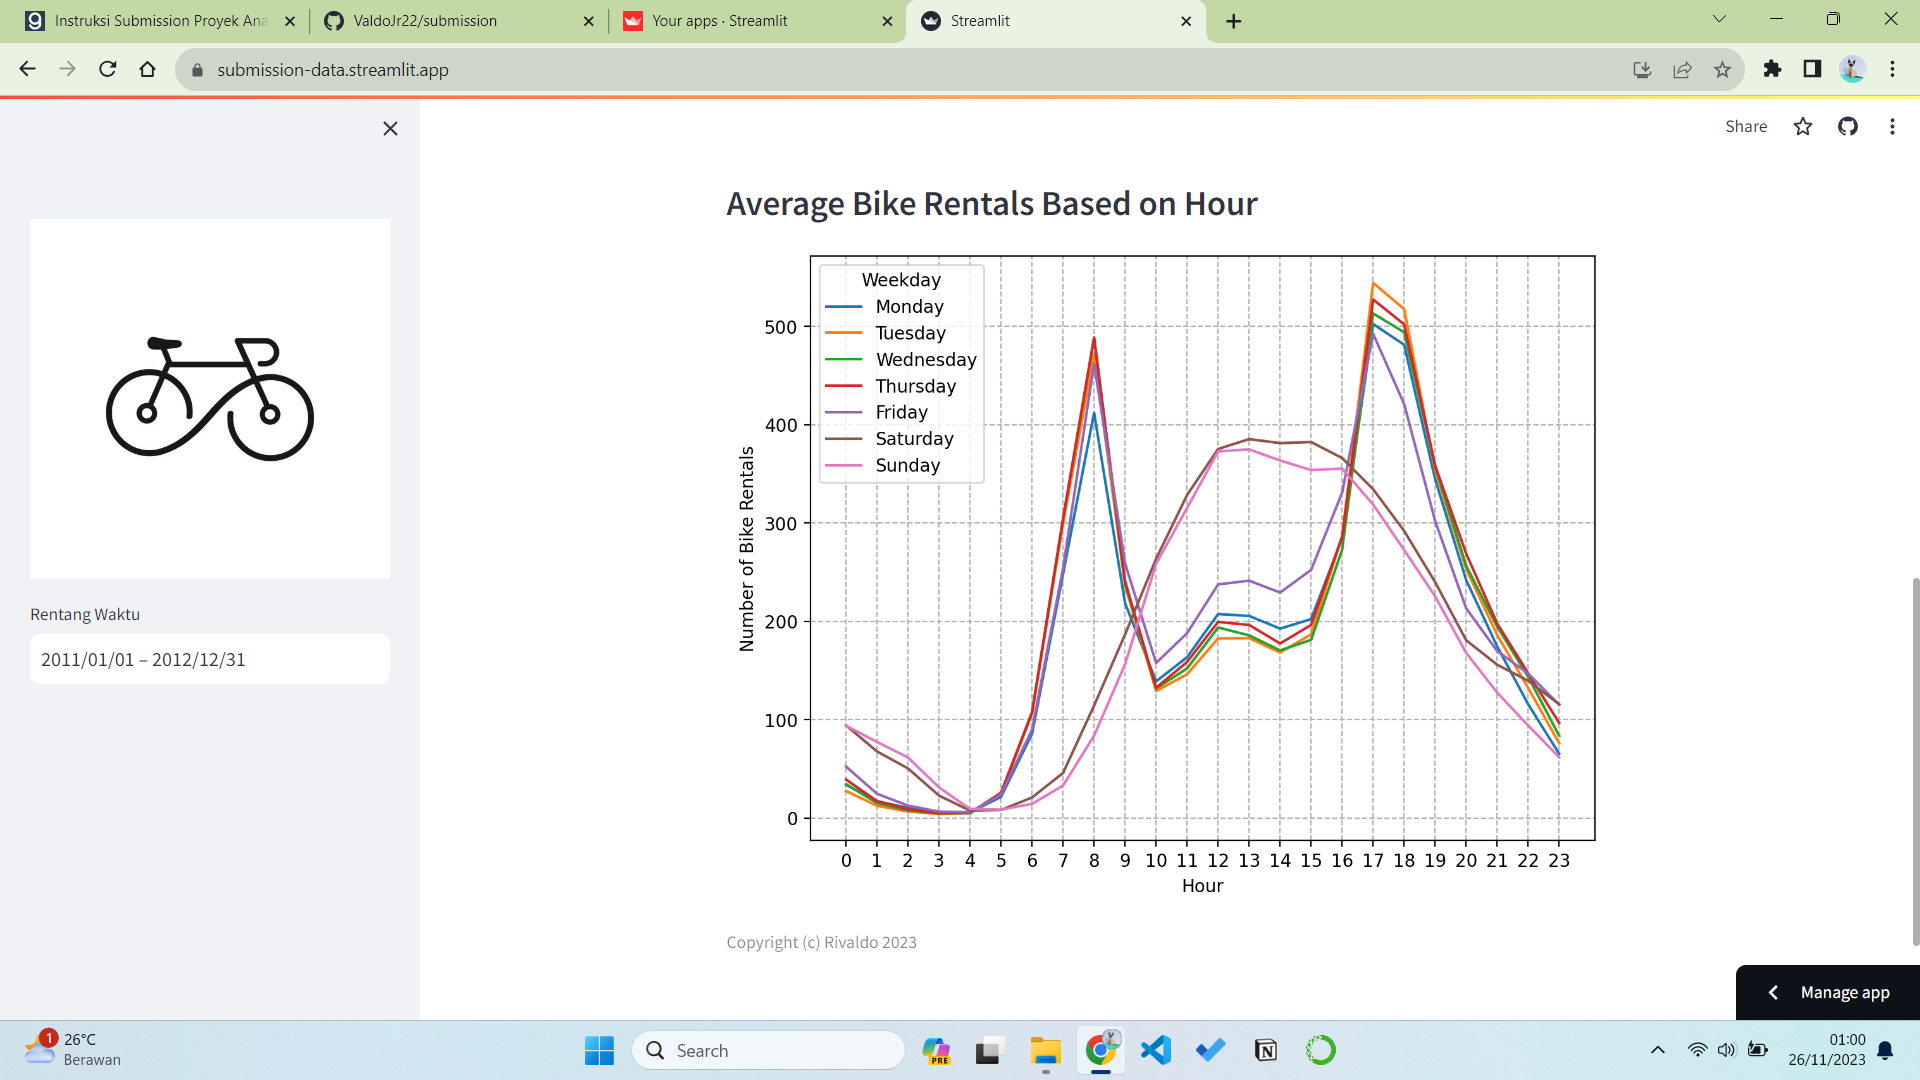 Instruksi Submission Proyek Ana
ValdoJr22/submission
Your apps · Streamlit
Streamlit
submission-data.streamlit.app
Share
Rentang Waktu
2011/01/01 – 2012/12/31
Average Bike Rentals Based on Hour
Weekday
Monday
Tuesday
Wednesday
Thursday
Friday
Saturday
Sunday
Number of Bike Rentals
500
400
300
200
100
0
0 1 2 3 4 5 6 7 8 9 10 11 12 13 14 15 16 17 18 19 20 21 22 23
Hour
Copyright (c) Rivaldo 2023
Manage app
1
26°C
Berawan
Search
PRE
01:00
26/11/2023